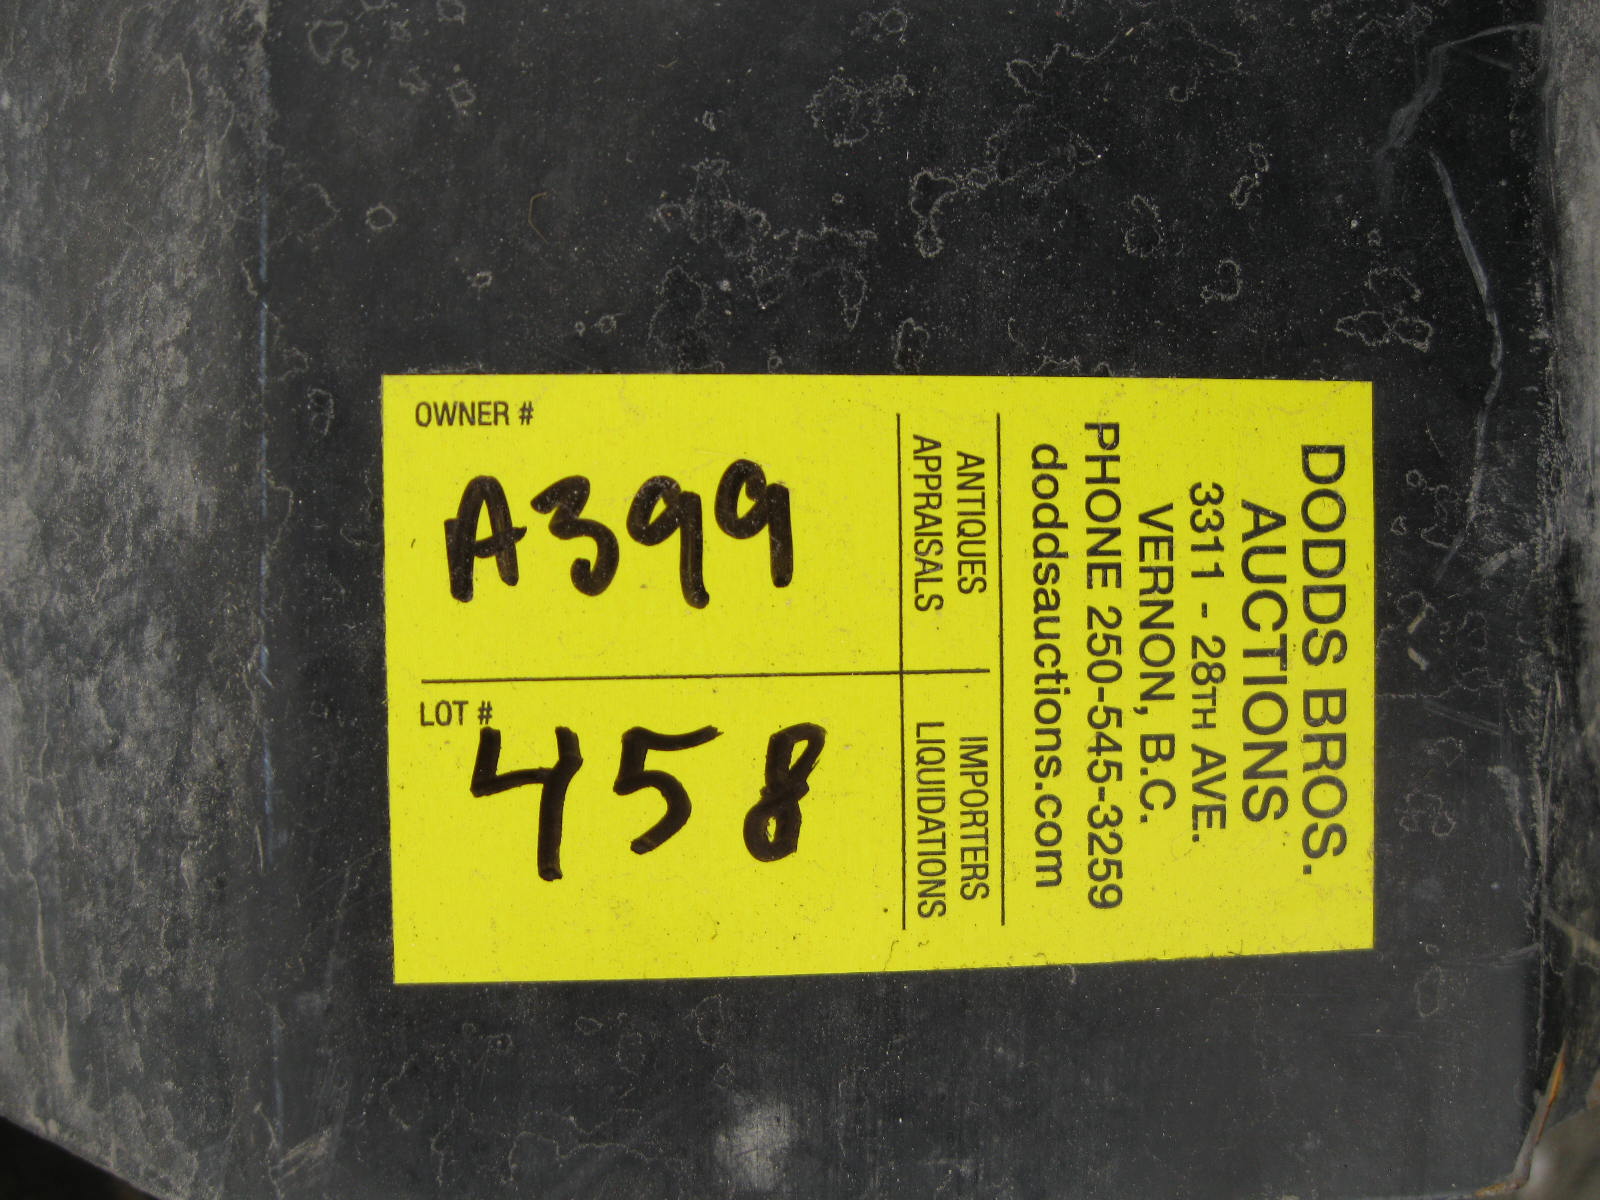 DODDS BROS.
AUCTIONS
3311 - 28TH AVE.
VERNON, B.C.
PHONE 250-545-3259
doddsauctions.com
ANTIQUES
APPRAISALS
IMPORTERS
LIQUIDATIONS
OWNER #
A399
LOT #
458